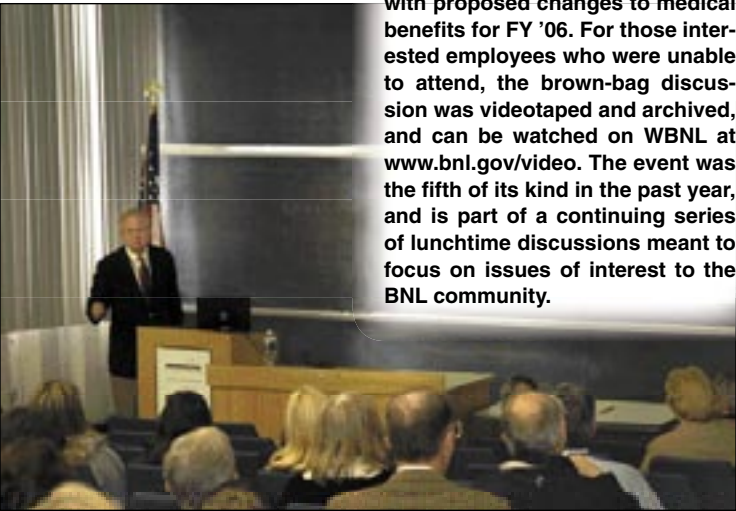 with proposed changes to medical
benefits for FY ’06. For those inter-
ested employees who were unable
to attend, the brown-bag discus-
sion was videotaped and archived,
and can be watched on WBNL at
www.bnl.gov/video. The event was
the fifth of its kind in the past year,
and is part of a continuing series
of lunchtime discussions meant to
focus on issues of interest to the
BNL community.